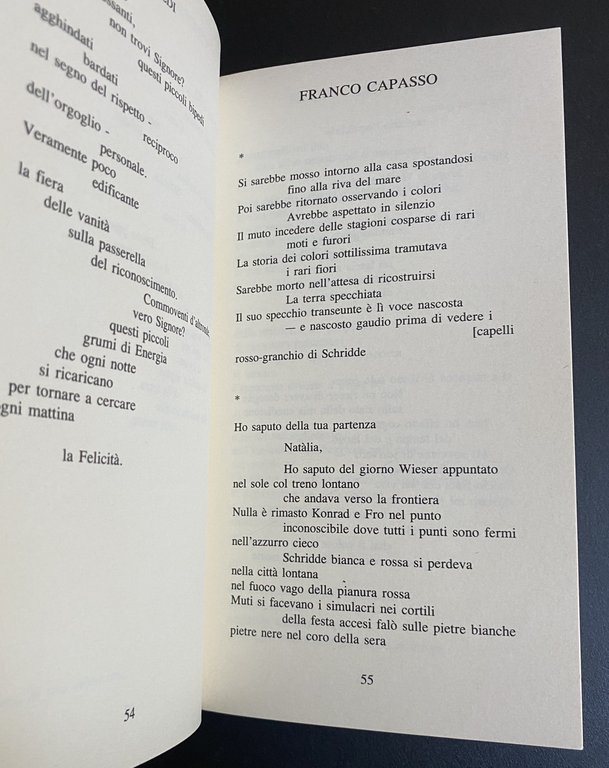 OI
ssanti,
non trovi Signore?
agghindati
bardati
questi piccoli bipedi
nel segno del rispetto -
reciproco
dell'orgoglio -
personale.
Veramente poco
edificante
la fiera
delle vanità
sulla passerella
del riconoscimento.
Commoventi d'altronde
vero Signore?
questi piccoli
grumi di Energia
che ogni notte
si ricaricano
per tornare a cercare
ogni mattina
la Felicità.
54
FRANCO CAPASSO
*
Si sarebbe mosso intorno alla casa spostandosi
fino alla riva del mare
Poi sarebbe ritornato osservando i colori
Avrebbe aspettato in silenzio
Il muto incedere delle stagioni cosparse di rari
moti e furori
La storia dei colori sottilissima tramutava
i rari fiori
Sarebbe morto nell'attesa di ricostruirsi
La terra specchiata
Il suo specchio transeunte è lì voce nascosta
— e nascosto gaudio prima di vedere i
[capelli
rosso-granchio di Schridde
*
Ho saputo della tua partenza
Natàlia,
Ho saputo del giorno Wieser appuntato
nel sole col treno lontano
che andava verso la frontiera
Nulla è rimasto Konrad e Fro nel punto
inconoscibile dove tutti i punti sono fermi
nell'azzurro cieco
Schridde bianca e rossa si perdeva
nella città lontana
nel fuoco vago della pianura rossa
Muti si facevano i simulacri nei cortili
della festa accesi falò sulle pietre bianche
pietre nere nel coro della sera
55